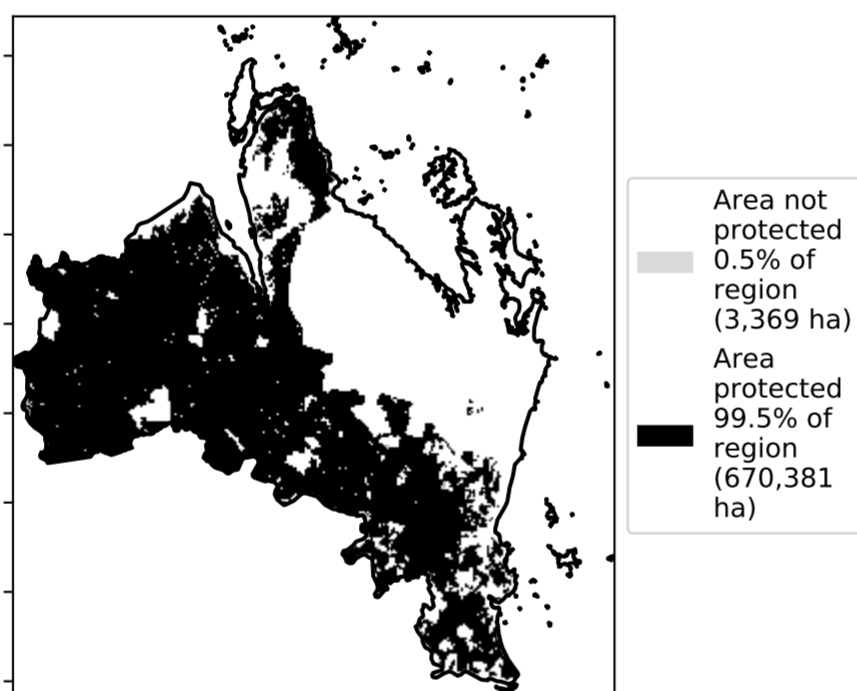 Area not
protected
0.5% of
region
(3,369 ha)
Area
protected
99.5% of
region
(670,381
ha)